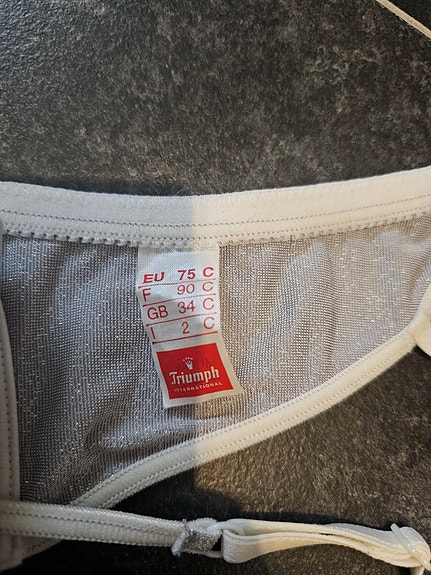 EU 75 C
F 90 C
GB 34 C
I 2 C
Triumph
INTERNATIONAL